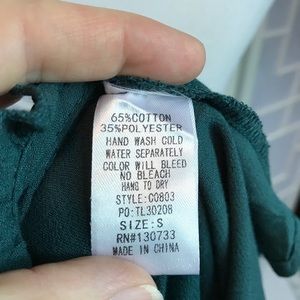 65%COTTON
35%POLYESTER
HAND WASH COLD
WATER SEPARATELY
COLOR WILL BLEED
NO BLEACH
HANG TO DRY
STYLE:C0803
PO:TL30208
SIZE:S
RN#130733
MADE IN CHINA